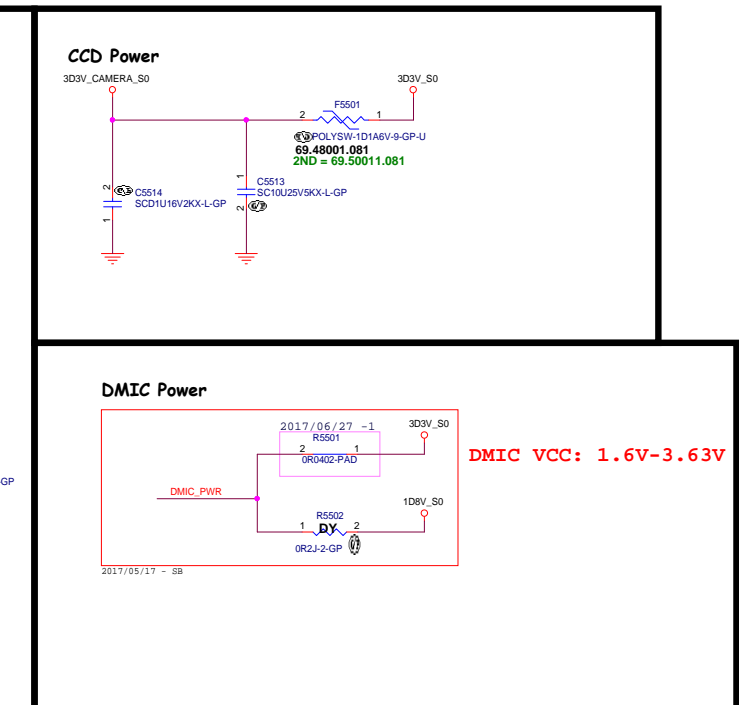 CCD Power
3D3V_CAMERA_S0
3D3V_S0
F5501
2
1
POLYSW-1D1A6V-9-GP-U
69.48001.081
2ND = 69.50011.081
2
C5514
SCD1U16V2KX-L-GP
1
1
C5513
SC10U25V5KX-L-GP
2
DMIC Power
2017/06/27 -1
3D3V_S0
R5501
2
1
0R0402-PAD
DMIC VCC: 1.6V-3.63V
-GP
DMIC_PWR
1D8V_S0
R5502
1
DY
2
0R2J-2-GP
2017/05/17 - SB